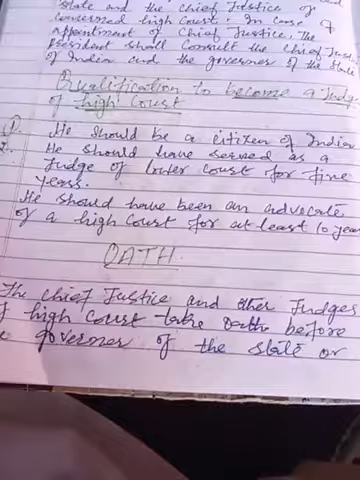 State and the Chief Justice of
concerned high Court. In case of
appointment of Chief Justice, The
President shall Consult the Chief Justice
of India and the governer of the State
Qualification to become a Judge
of high Court
1. He should be a citizen of Indian
2. He should have served as a
Judge of lower court for five
years.
He should have been an advocate
of a high Court for at least 10 year
OATH.
The Chief Justice and other Judges
of high Court take oath before
governer of the state or